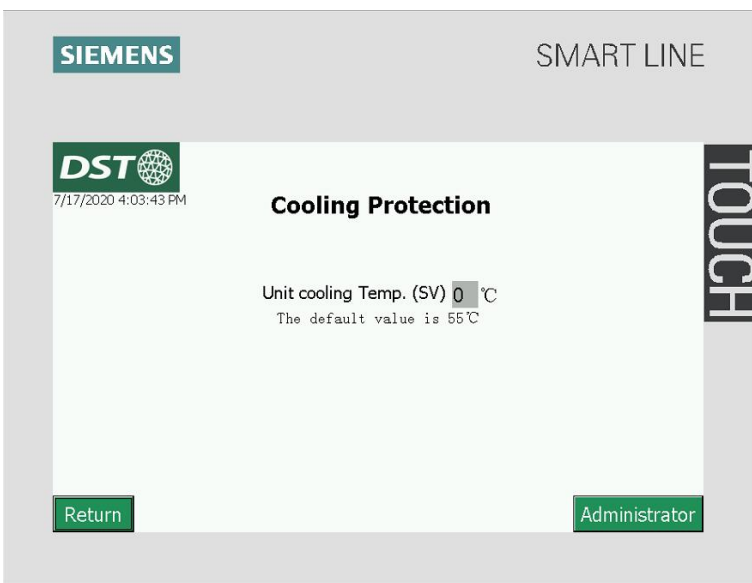 SIEMENS
SMART LINE
TOUCH
DST
7/17/2020 4:03:43 PM
Cooling Protection
Unit cooling Temp. (SV) 0 ℃
The default value is 55℃
Return
Administrator